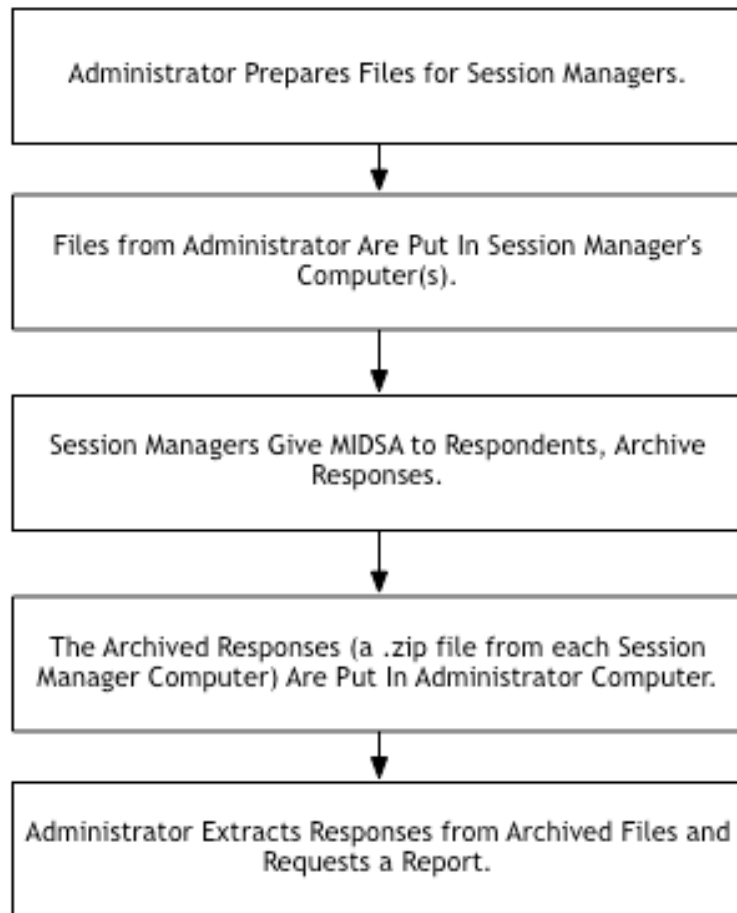 Administrator Prepares Files for Session Managers.
Files from Administrator Are Put In Session Manager's
Computer(s).
Session Managers Give MIDSA to Respondents, Archive
Responses.
The Archived Responses (a .zip file from each Session
Manager Computer) Are Put In Administrator Computer.
Administrator Extracts Responses from Archived Files and
Requests a Report.